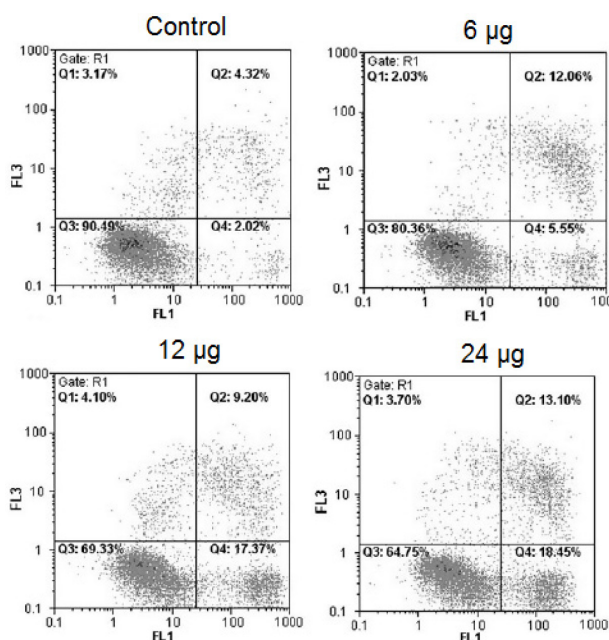 Control
Gate: R1
Q1: 3.17%
Q2: 4.32%
Q3: 90.49%
Q4: 2.02%
1000
100
10
1
0.1
FL3
0.1
1
10
100
1000
FL1
6 µg
Gate: R1
Q1: 2.03%
Q2: 12.06%
Q3: 80.36%
Q4: 5.55%
1000
100
10
1
0.1
FL3
0.1
1
10
100
1000
FL1
12 µg
Gate: R1
Q1: 4.10%
Q2: 9.20%
Q3: 69.33%
Q4: 17.37%
1000
100
10
1
0.1
FL3
0.1
1
10
100
1000
FL1
24 µg
Gate: R1
Q1: 3.70%
Q2: 13.10%
Q3: 64.75%
Q4: 18.45%
1000
100
10
1
0.1
FL3
0.1
1
10
100
1000
FL1